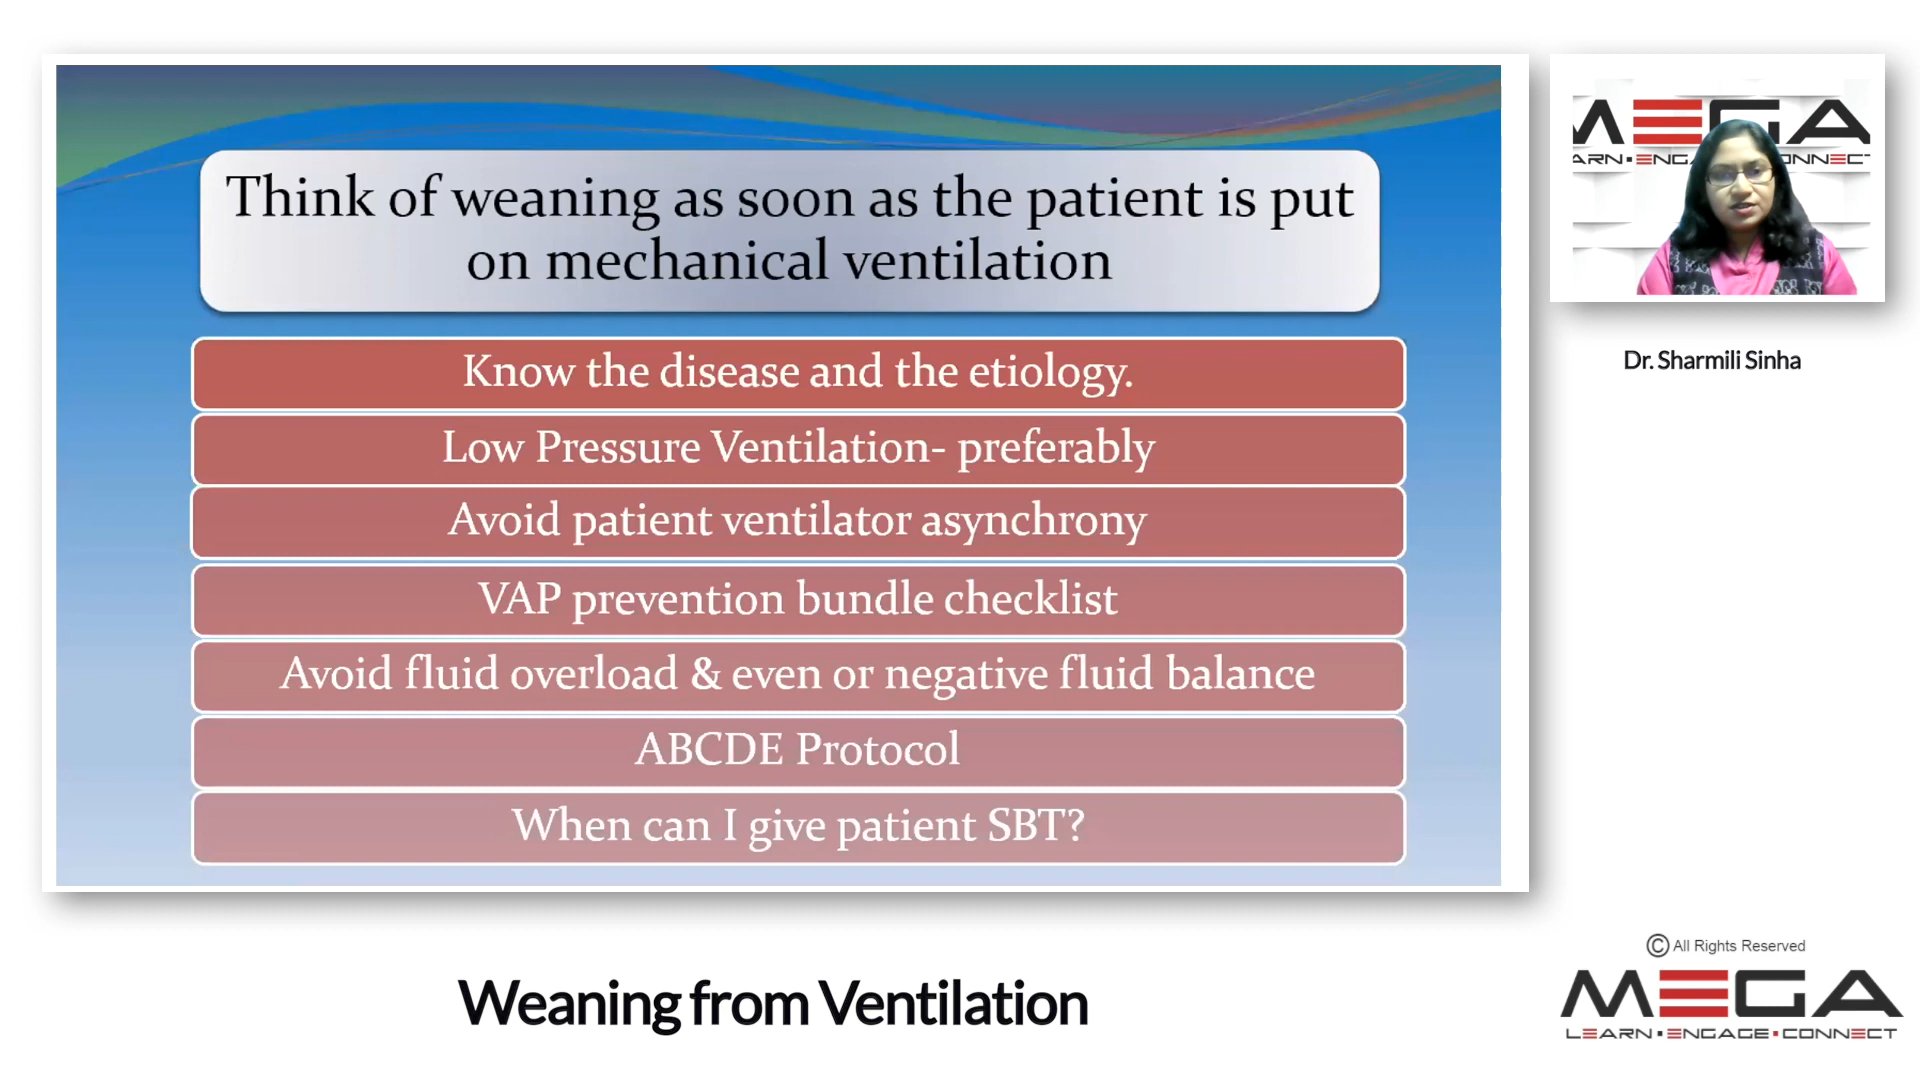 Think of weaning as soon as the patient is put
on mechanical ventilation
Know the disease and the etiology.
Low Pressure Ventilation- preferably
Avoid patient ventilator asynchrony
VAP prevention bundle checklist
Avoid fluid overload & even or negative fluid balance
ABCDE Protocol
When can I give patient SBT?
MEGA
Dr. Sharmili Sinha
Weaning from Ventilation
© All Rights Reserved
MEGA
LEARN • ENGAGE • CONNECT